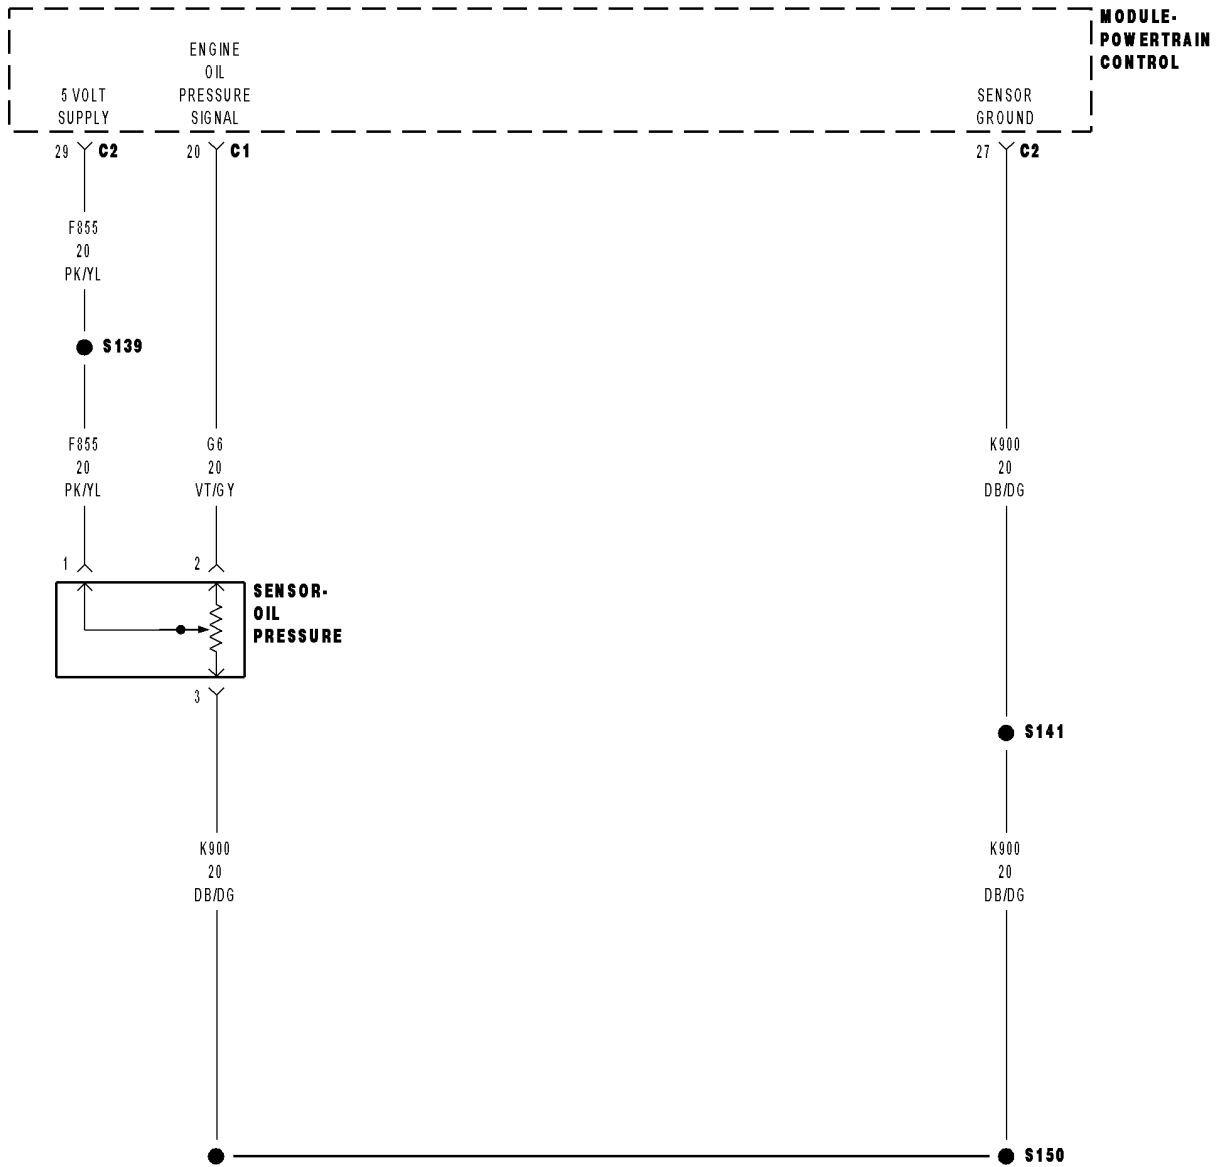 MODULE-
POWERTRAIN
CONTROL
ENGINE
OIL
PRESSURE
SIGNAL
5 VOLT
SUPPLY
SENSOR
GROUND
29 C2
20 C1
27 C2
F855
20
PK/YL
S139
F855
20
PK/YL
G6
20
VT/GY
K900
20
DB/DG
1
2
SENSOR-
OIL
PRESSURE
3
S141
K900
20
DB/DG
K900
20
DB/DG
S150